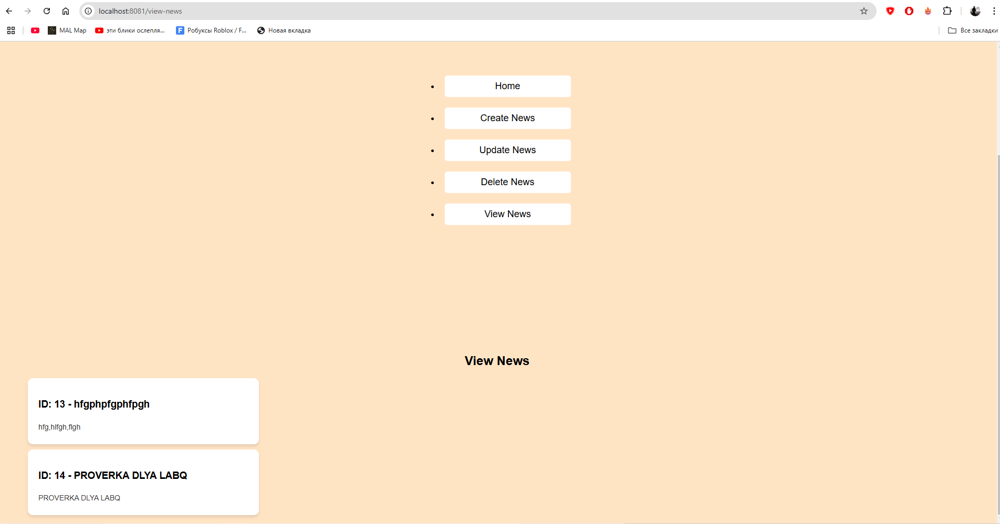 localhost:8081/view-news
MAL Map
эти блики ослепля...
Робуксы Roblox / F...
Новая вкладка
Все закладки
Home
Create News
Update News
Delete News
View News
View News
ID: 13 - hfgphpfgphfpgh
hfg,hlfgh,flgh
ID: 14 - PROVERKA DLYA LABQ
PROVERKA DLYA LABQ